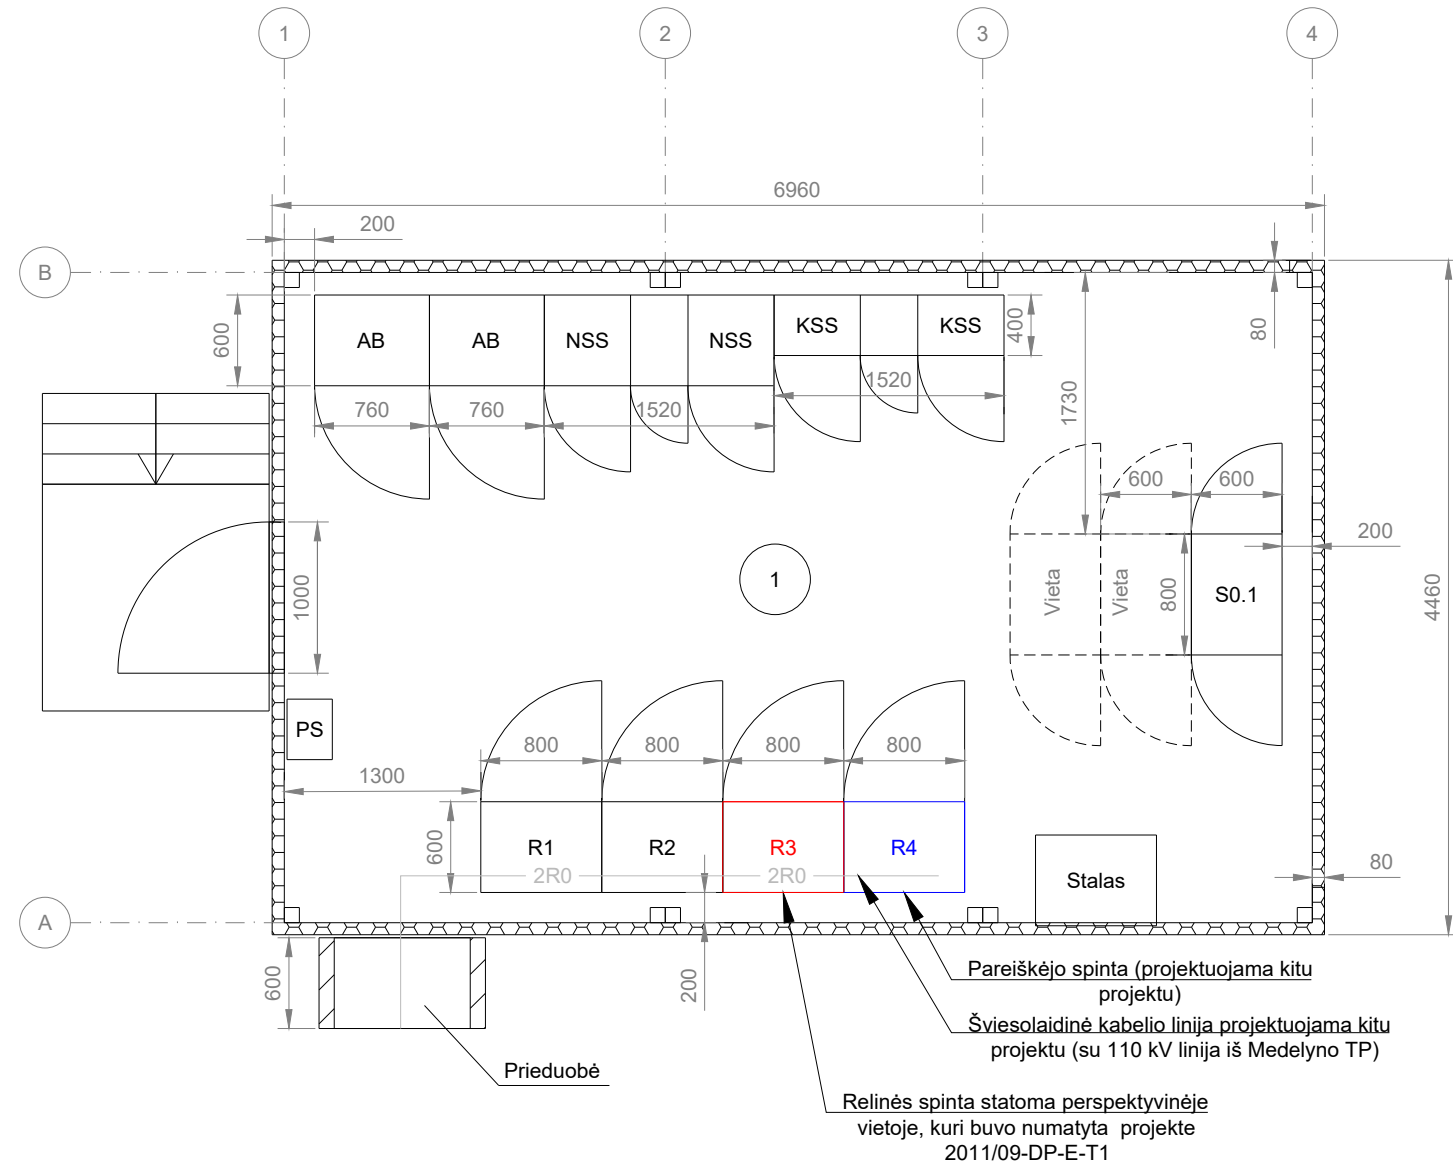 1
2
3
4
6960
200
B
600
AB
AB
NSS
NSS
KSS
KSS
400
80
760
760
1520
1520
1730
600
600
200
4460
1000
1
Vieta
Vieta
800
S0.1
PS
800
800
800
800
1300
600
R1
R2
R3
R4
2R0
2R0
Stalas
80
A
600
200
Pareiškėjo spinta (projektuojama kitu
projektu)
Šviesolaidinė kabelio linija projektuojama kitu
projektu (su 110 kV linija iš Medelyno TP)
Prieduobė
Relinės spinta statoma perspektyvinėje
vietoje, kuri buvo numatyta projekte
2011/09-DP-E-T1